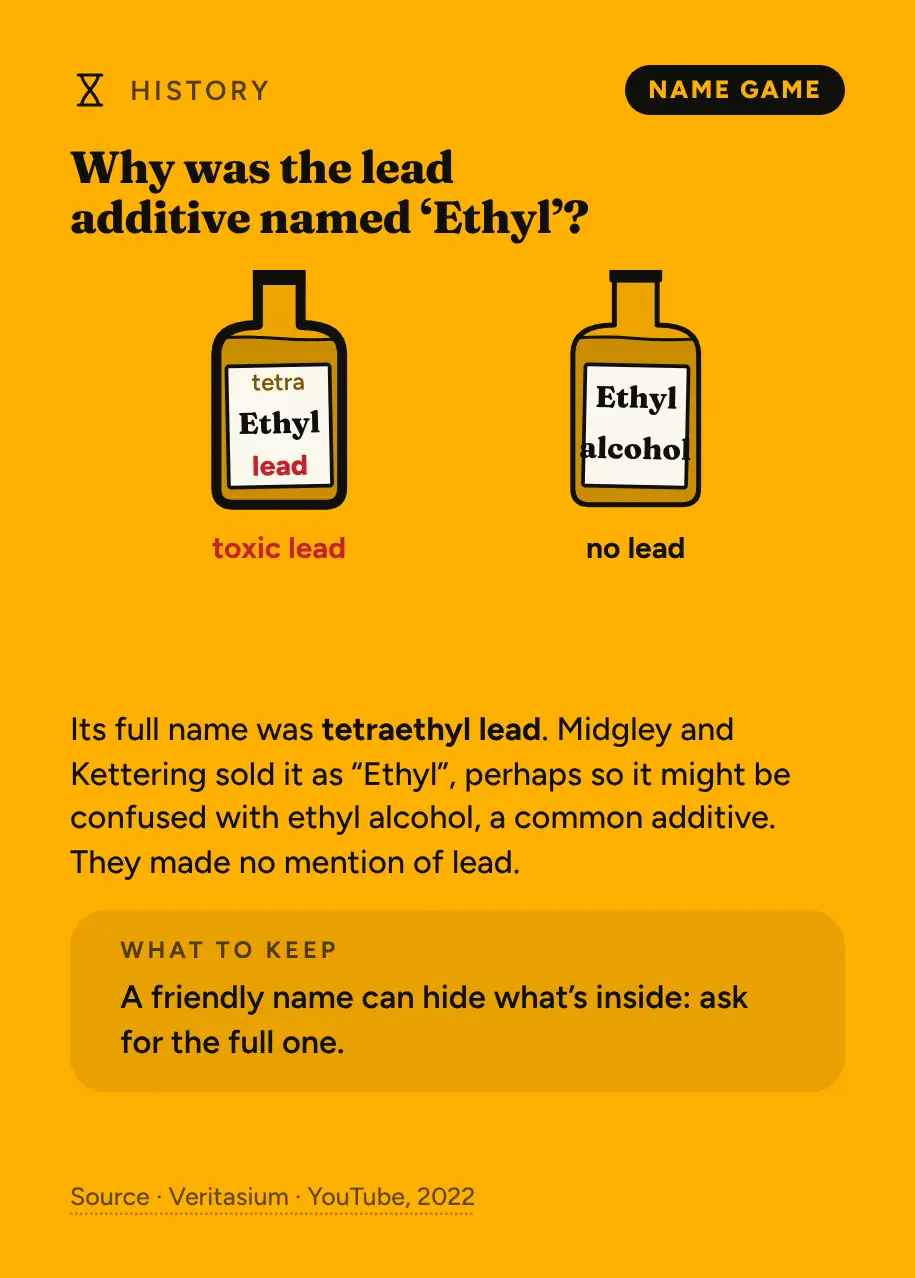 HISTORY
NAME GAME
Why was the lead
additive named ‘Ethyl’?
tetra
Ethyl
lead
toxic lead
Ethyl
alcohol
no lead
Its full name was tetraethyl lead. Midgley and
Kettering sold it as “Ethyl”, perhaps so it might be
confused with ethyl alcohol, a common additive.
They made no mention of lead.
WHAT TO KEEP
A friendly name can hide what’s inside: ask
for the full one.
Source · Veritasium · YouTube, 2022